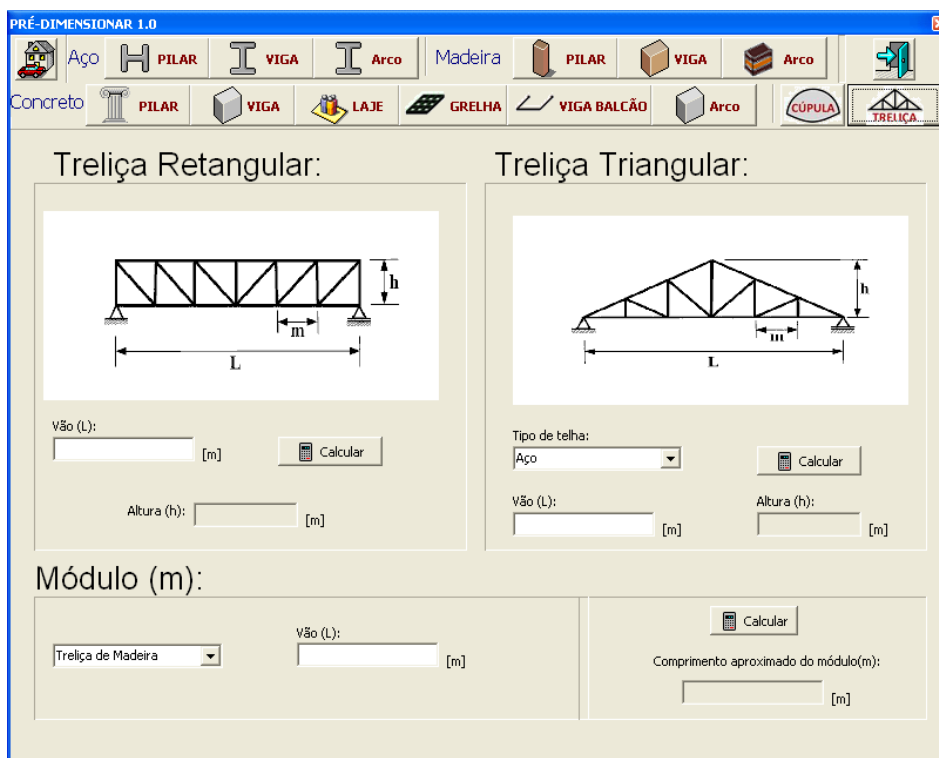 PRÉ-DIMENSIONAR 1.0
Aço PILAR VIGA Arco Madeira PILAR VIGA Arco
Concreto PILAR VIGA LAJE GRELHA VIGA BALCÃO Arco CÚPULA TRELIÇA
Treliça Retangular:
h
m
L
Vão (L):
[m]
Calcular
Altura (h):
[m]
Treliça Triangular:
h
m
L
Tipo de telha:
Aço
Calcular
Vão (L):
[m]
Altura (h):
[m]
Módulo (m):
Treliça de Madeira
Vão (L):
[m]
Calcular
Comprimento aproximado do módulo(m):
[m]